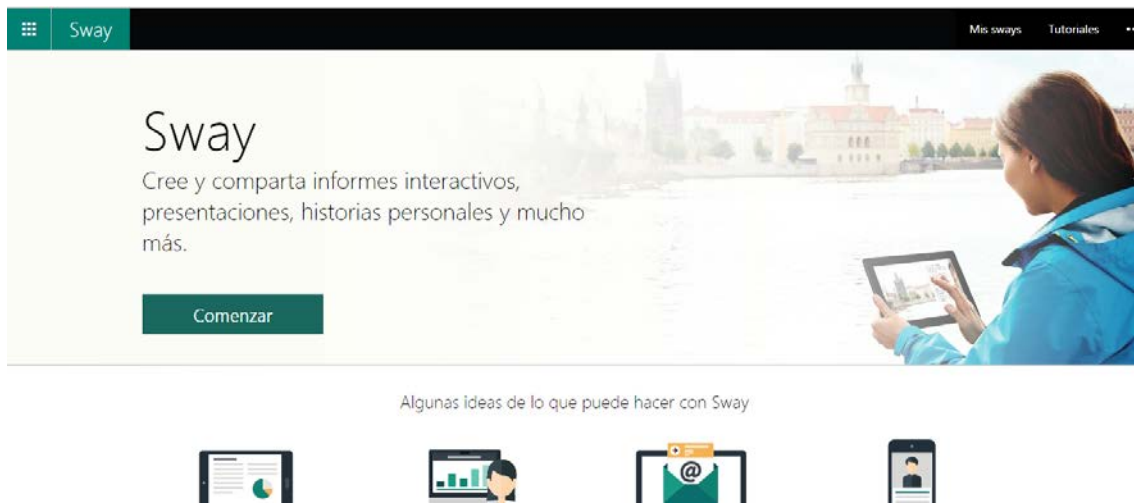 Sway
Mis sways
Tutoriales
Sway
Cree y comparta informes interactivos,
presentaciones, historias personales y mucho
más.
Comenzar
Algunas ideas de lo que puede hacer con Sway
@